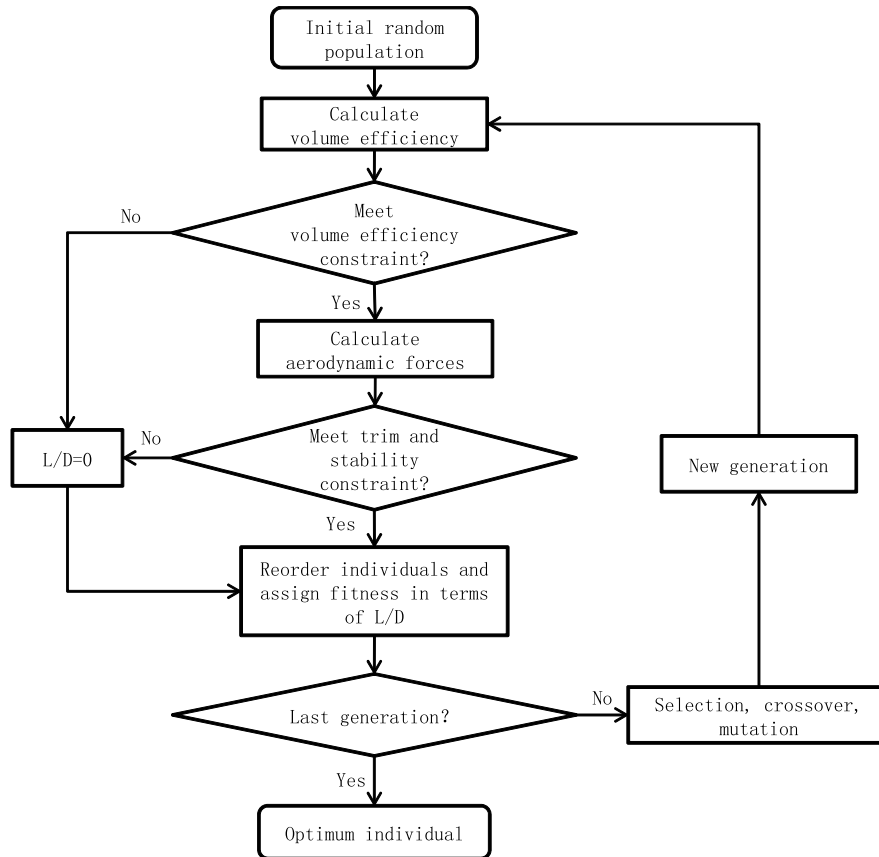 Initial random
population
Calculate
volume efficiency
No
Meet
volume efficiency
constraint?
Yes
Calculate
aerodynamic forces
L/D=0
No
Meet trim and
stability
constraint?
New generation
Yes
Reorder individuals and
assign fitness in terms
of L/D
Last generation?
No
Selection, crossover,
mutation
Yes
Optimum individual